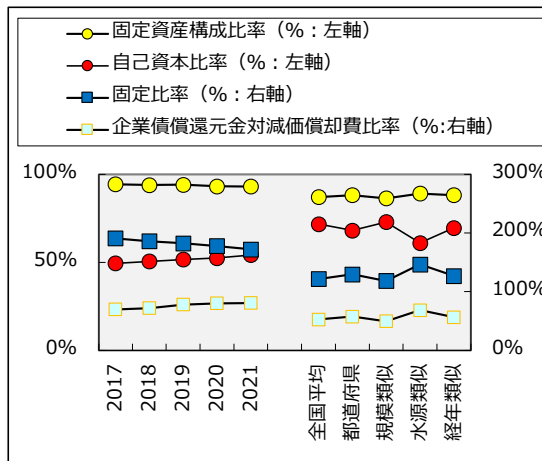 固定資産構成比率（%：左軸）
自己資本比率（%：左軸）
固定比率（%：右軸）
企業債償還元金対減価償却費比率（%:右軸）
100%
50%
0%
300%
200%
100%
0%
2017
2018
2019
2020
2021
全国平均
都道府県
規模類似
水源類似
経年類似